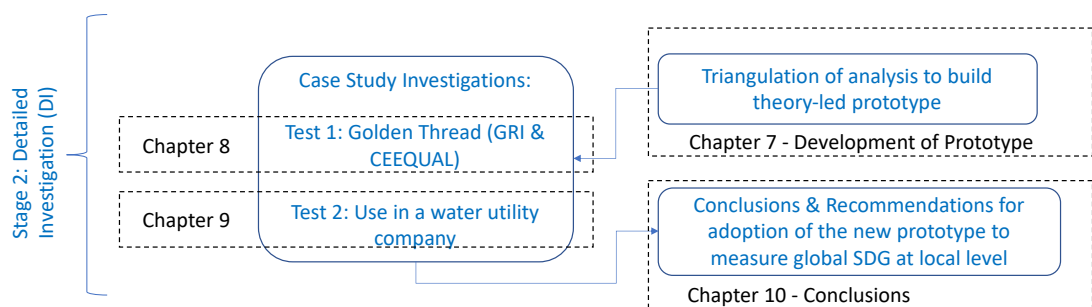 Stage 2: Detailed
Investigation (DI)
Case Study Investigations:
Chapter 8
Test 1: Golden Thread (GRI &
CEEQUAL)
Chapter 9
Test 2: Use in a water utility
company
Triangulation of analysis to build
theory-led prototype
Chapter 7 - Development of Prototype
Conclusions & Recommendations for
adoption of the new prototype to
measure global SDG at local level
Chapter 10 - Conclusions